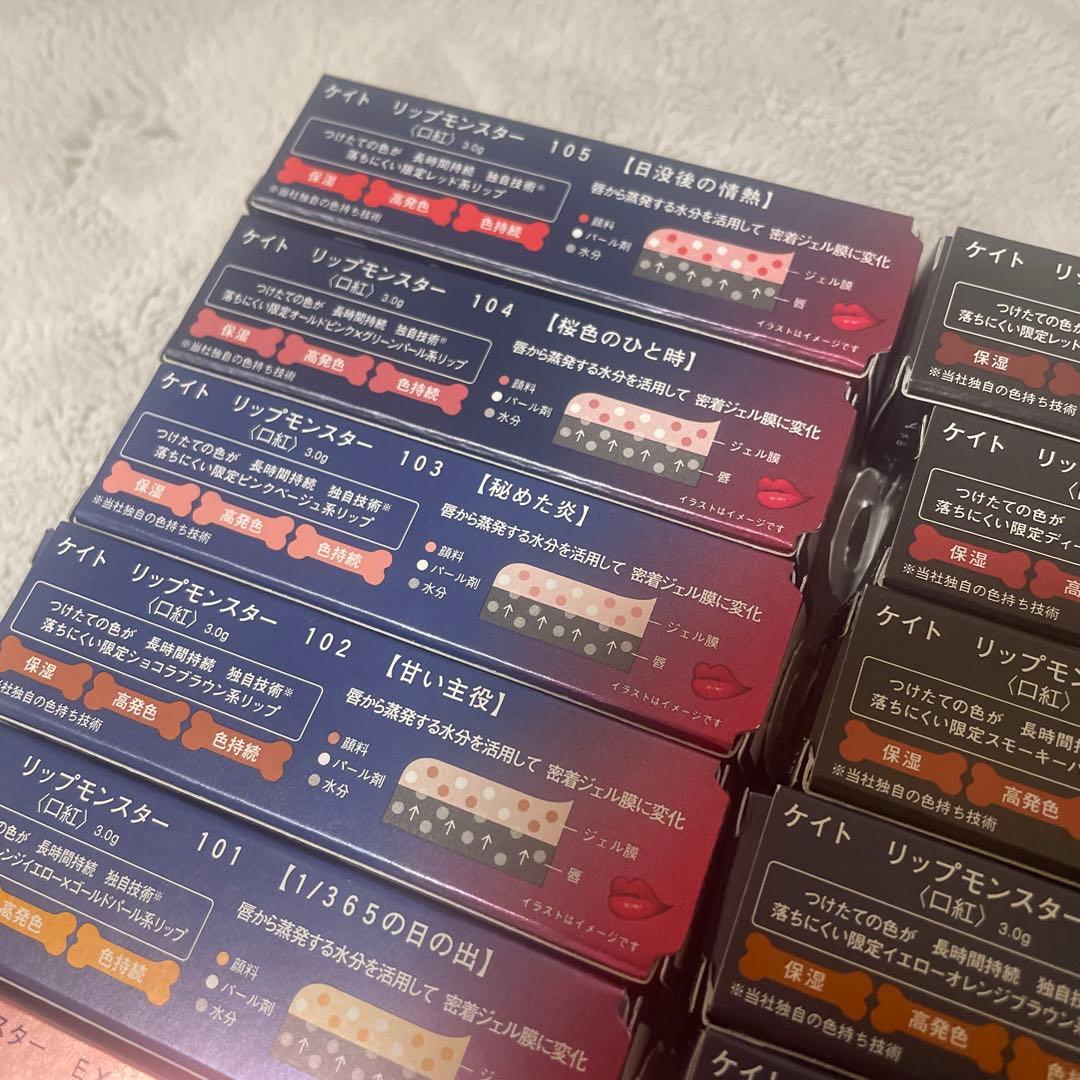 ケイト リップモンスター 105 【日没後の情熱】
〈口紅〉 3.0g
つけたての色が 長時間持続 独自技術※
落ちにくい限定レッド系リップ
保湿 高発色 色持続
※当社独自の色持ち技術
唇から蒸発する水分を活用して 密着ジェル膜に変化
顔料
パール剤
水分
ジェル膜
唇
イラストはイメージです
ケイト リップモンスター 104 【桜色のひと時】
〈口紅〉 3.0g
つけたての色が 長時間持続 独自技術※
落ちにくい限定オールドピンク×グリーンパール系リップ
保湿 高発色 色持続
※当社独自の色持ち技術
唇から蒸発する水分を活用して 密着ジェル膜に変化
顔料
パール剤
水分
ジェル膜
唇
イラストはイメージです
ケイト リップモンスター 103 【秘めた炎】
〈口紅〉 3.0g
つけたての色が 長時間持続 独自技術※
落ちにくい限定ピンクベージュ系リップ
保湿 高発色 色持続
※当社独自の色持ち技術
唇から蒸発する水分を活用して 密着ジェル膜に変化
顔料
パール剤
水分
ジェル膜
唇
イラストはイメージです
ケイト リップモンスター 102 【甘い主役】
〈口紅〉 3.0g
つけたての色が 長時間持続 独自技術※
落ちにくい限定ショコラブラウン系リップ
保湿 高発色 色持続
社独自の色持ち技術
唇から蒸発する水分を活用して 密着ジェル膜に変化
顔料
パール剤
水分
ジェル膜
唇
イラストはイメージです
リップモンスター 101 【1/365の日の出】
〈口紅〉 3.0g
の色が 長時間持続 独自技術※
レンジイエロー×ゴールドパール系リップ
高発色 色持続
唇から蒸発する水分を活用して 密着ジェル膜に変化
顔料
パール剤
水分
スター EX
ケイト リ
つけたての色が
落ちにくい限定レッド
保湿
※当社独自の色持ち技術
ケイト リッ
つけたての色が
落ちにくい限定ディー
保湿
※当社独自の色持ち技術
ケイト リップモン
〈口紅〉
つけたての色が 長時間
落ちにくい限定スモーキー
保湿 高発色
※当社独自の色持ち技術
ケイト リップモンスター
〈口紅〉 3.0g
つけたての色が 長時間持続 独自技
落ちにくい限定イエローオレンジブラウン
保湿 高発色 色
※当社独自の色持ち技術
ケイト